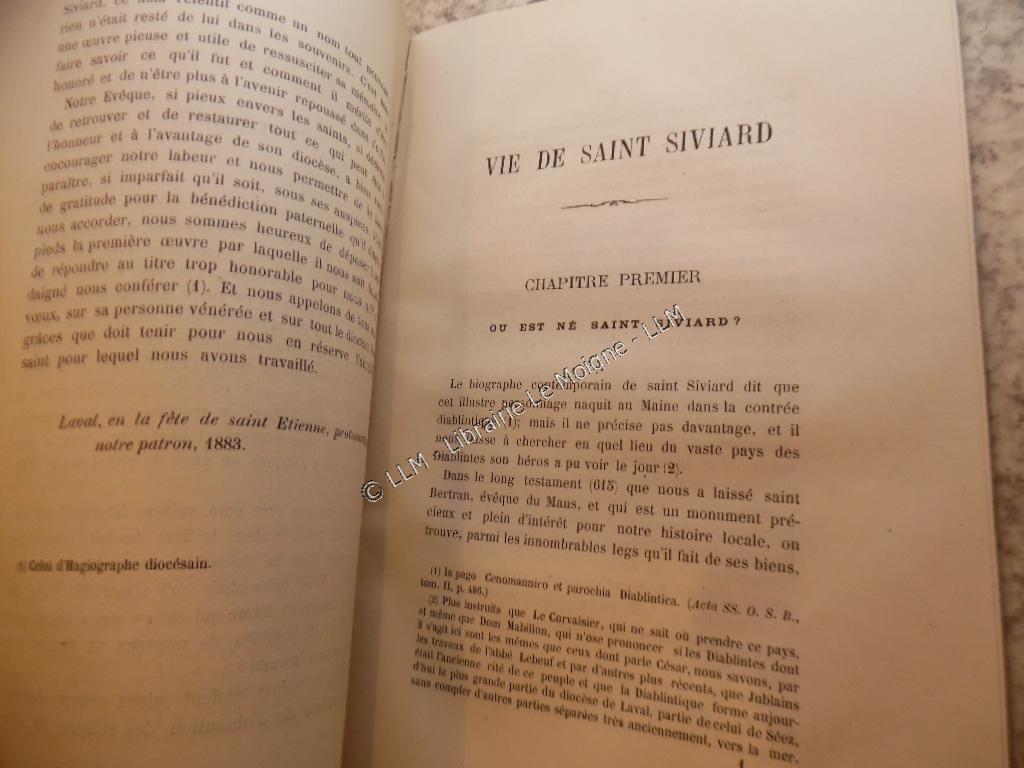 Siviard, ce nom retentit comme un nom tout
rien n'était resté de lui dans les souvenirs. C'est
une œuvre pieuse et utile de ressusciter sa mémoire
faire savoir ce qu'il fut et comment il mérite
honoré et de n'être plus à l'avenir repoussé dans
Notre Evêque, si pieux envers les saints, si
de retrouver et de restaurer tout ce qui peut
l'honneur et à l'avantage de son diocèse, a bien
encourager notre labeur et nous permettre de le
paraître, si imparfait qu'il soit, sous ses auspices.
de gratitude pour la bénédiction paternelle qu'il
nous accorder, nous sommes heureux de déposer
pieds la première œuvre par laquelle il nous soit
de répondre au titre trop honorable pour nous
daigné nous conférer (1). Et nous appelons de tous
vœux, sur sa personne vénérée et sur tout le diocèse
grâces que doit tenir pour nous en réserve
saint pour lequel nous avons travaillé.
Laval, en la fête de saint Etienne,
notre patron, 1883.
(1) Celui d'Hagiographe diocésain.
VIE DE SAINT SIVIARD
CHAPITRE PREMIER
OU EST NÉ SAINT SIVIARD?
Le biographe contemporain de saint Siviard dit que
cet illustre personnage naquit au Maine dans la contrée
diablintique (1); mais il ne précise pas davantage, et il
nous laisse à chercher en quel lieu du vaste pays des
Diablintes son héros a pu voir le jour (2).
Dans le long testament (615) que nous a laissé saint
Bertran, évêque du Mans, et qui est un monument pré-
cieux et plein d'intérêt pour notre histoire locale, on
trouve, parmi les innombrables legs qu'il fait de ses biens,
(1) In pago Cenomannico et parochia Diablintica. (Acta SS. O. S. B.,
tom. II, p. 486.)
(2) Plus instruits que Le Corvaisier, qui ne sait où prendre ce pays,
et même que Dom Mabillon, qui n'ose prononcer si les Diablintes dont
il s'agit ici sont les mêmes que ceux dont parle César, nous savons, par
les travaux de l'abbé Lebeuf et par d'autres plus récents, que Jublains
était l'ancienne cité de ce peuple et que la Diablintique forme aujour-
d'hui la plus grande partie du diocèse de Laval, partie de celui de Séez,
sans compter d'autres parties séparées très anciennement, vers la mer.
1
© LLM - Librairie Le Moigne - LLM